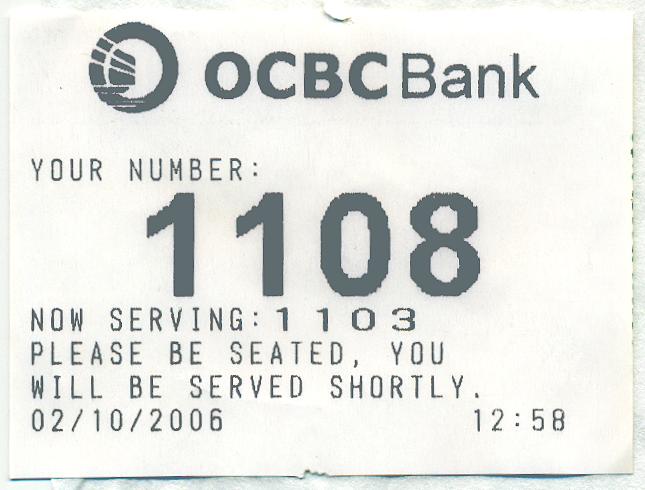 OCBC Bank
YOUR NUMBER:
1108
NOW SERVING: 1103
PLEASE BE SEATED, YOU
WILL BE SERVED SHORTLY.
02/10/2006 12:58